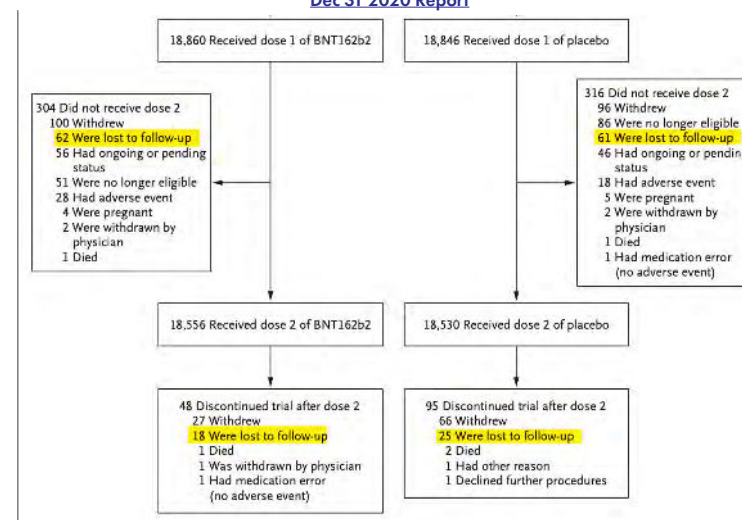 Dec 31 2020 Report
18,860 Received dose 1 of BNT162b2
18,846 Received dose 1 of placebo
304 Did not receive dose 2
100 Withdrew
62 Were lost to follow-up
56 Had ongoing or pending
status
51 Were no longer eligible
28 Had adverse event
4 Were pregnant
2 Were withdrawn by
physician
1 Died
316 Did not receive dose 2
96 Withdrew
86 Were no longer eligible
61 Were lost to follow-up
46 Had ongoing or pendin
status
18 Had adverse event
5 Were pregnant
2 Were withdrawn by
physician
1 Died
1 Had medication error
(no adverse event)
18,556 Received dose 2 of BNT162b2
18,530 Received dose 2 of placebo
48 Discontinued trial after dose 2
27 Withdrew
18 Were lost to follow-up
1 Died
1 Was withdrawn by physician
1 Had medication error
(no adverse event)
95 Discontinued trial after dose 2
66 Withdrew
25 Were lost to follow-up
2 Died
1 Had other reason
1 Declined further procedures